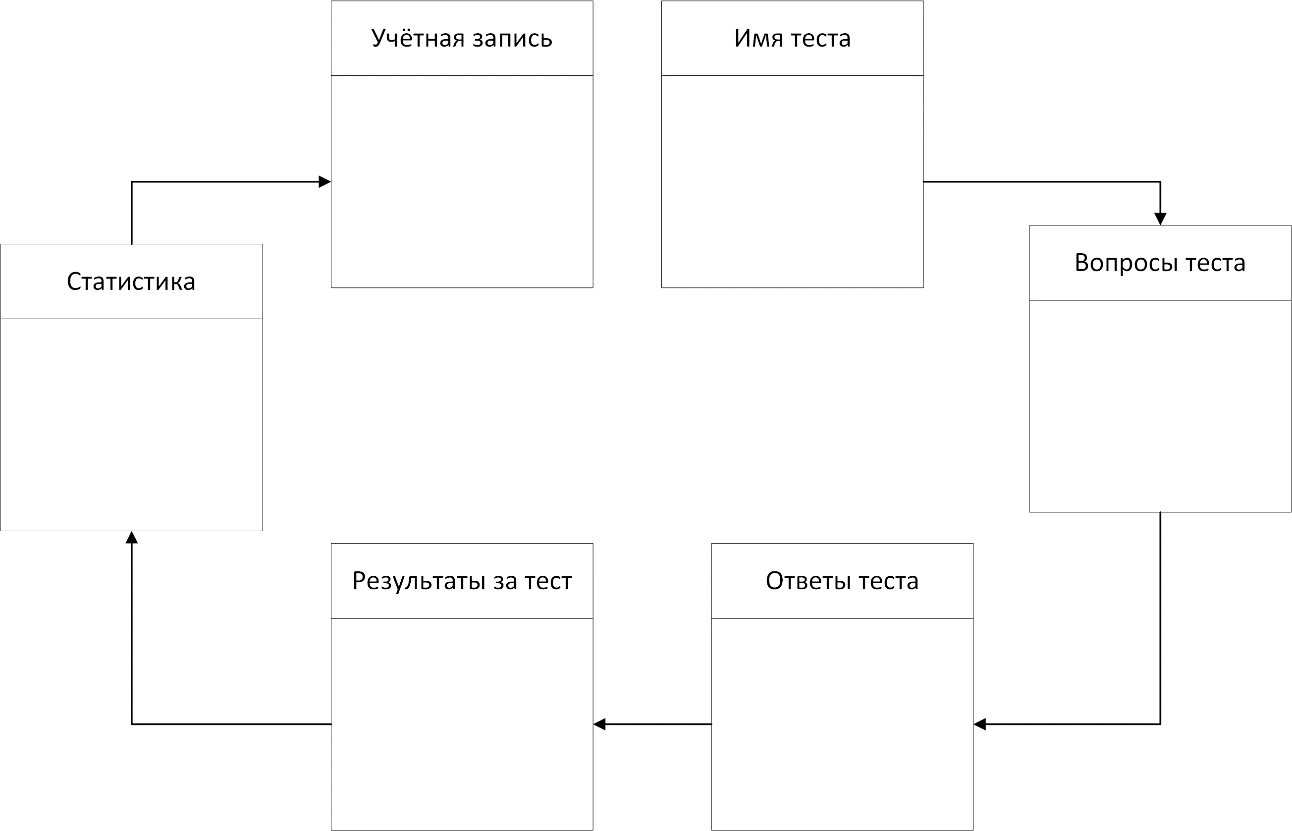 Учётная запись
Имя теста
Вопросы теста
Статистика
Результаты за тест
Ответы теста